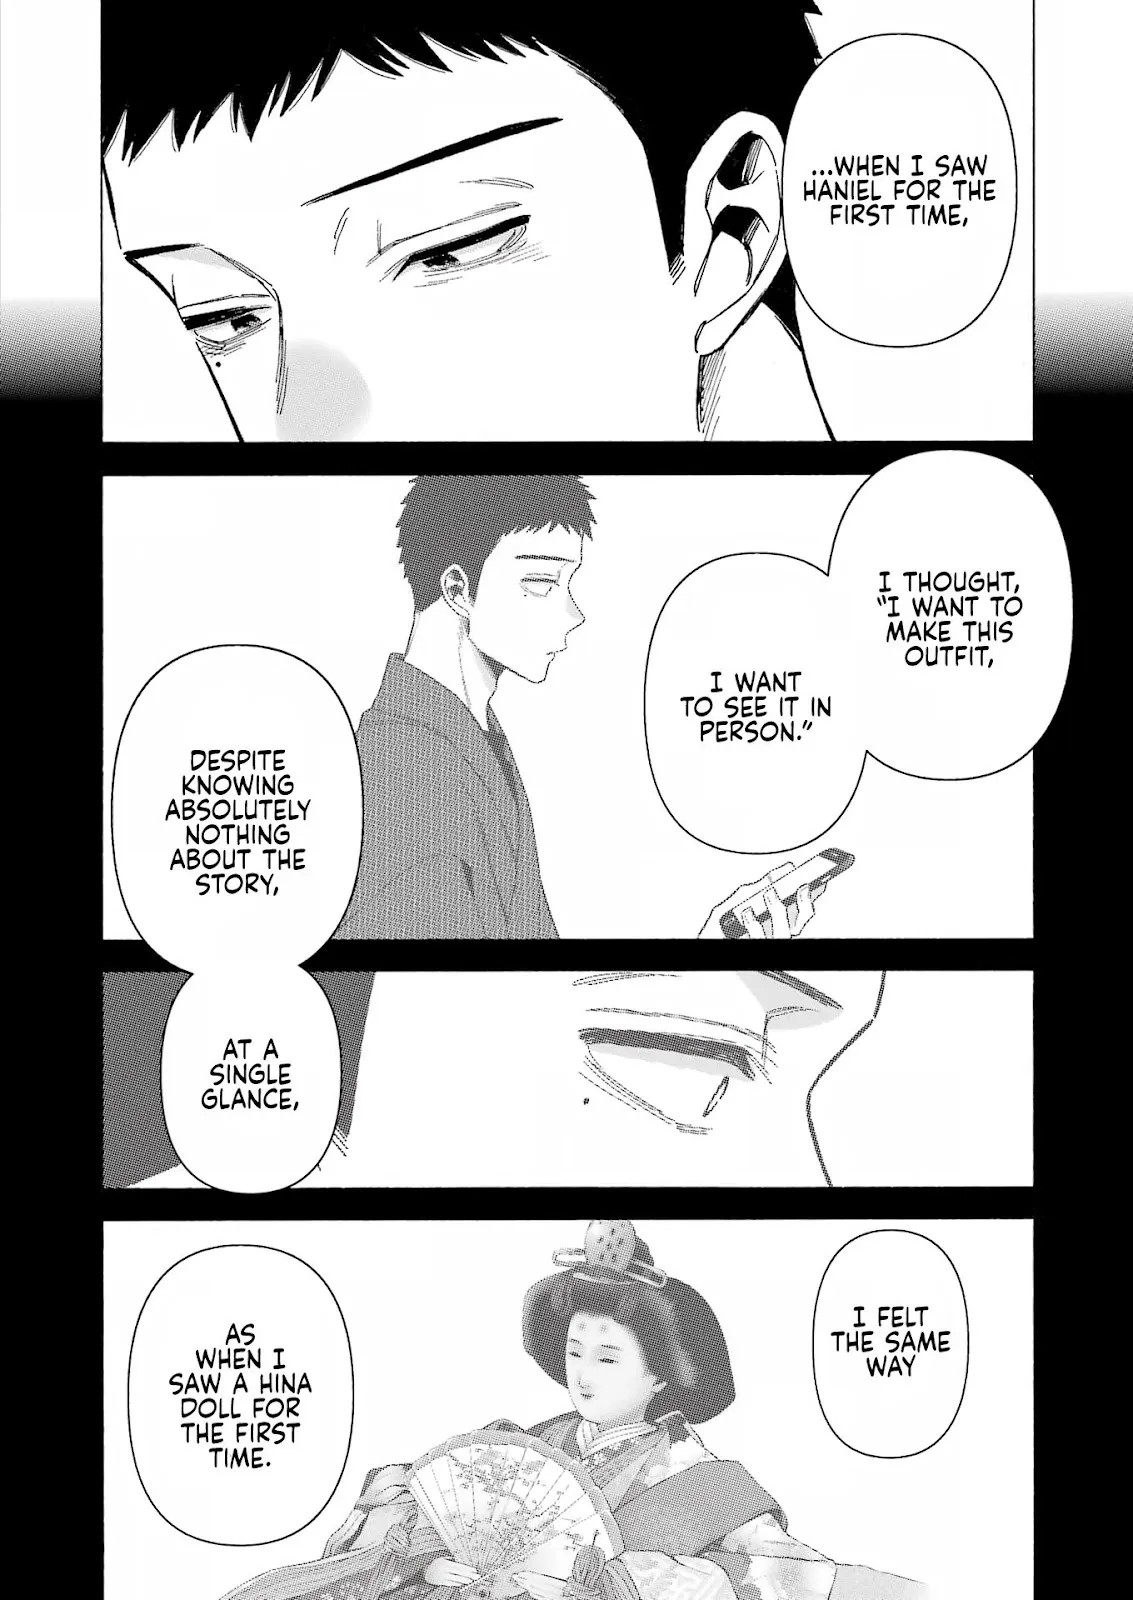 ...WHEN I SAW
HANIEL FOR THE
FIRST TIME,
I THOUGHT,
"I WANT TO
MAKE THIS
OUTFIT,
I WANT
TO SEE IT IN
PERSON."
DESPITE
KNOWING
ABSOLUTELY
NOTHING
ABOUT THE
STORY,
AT A
SINGLE
GLANCE,
I FELT
THE SAME
WAY
AS
WHEN I
SAW A HINA
DOLL FOR
THE FIRST
TIME.